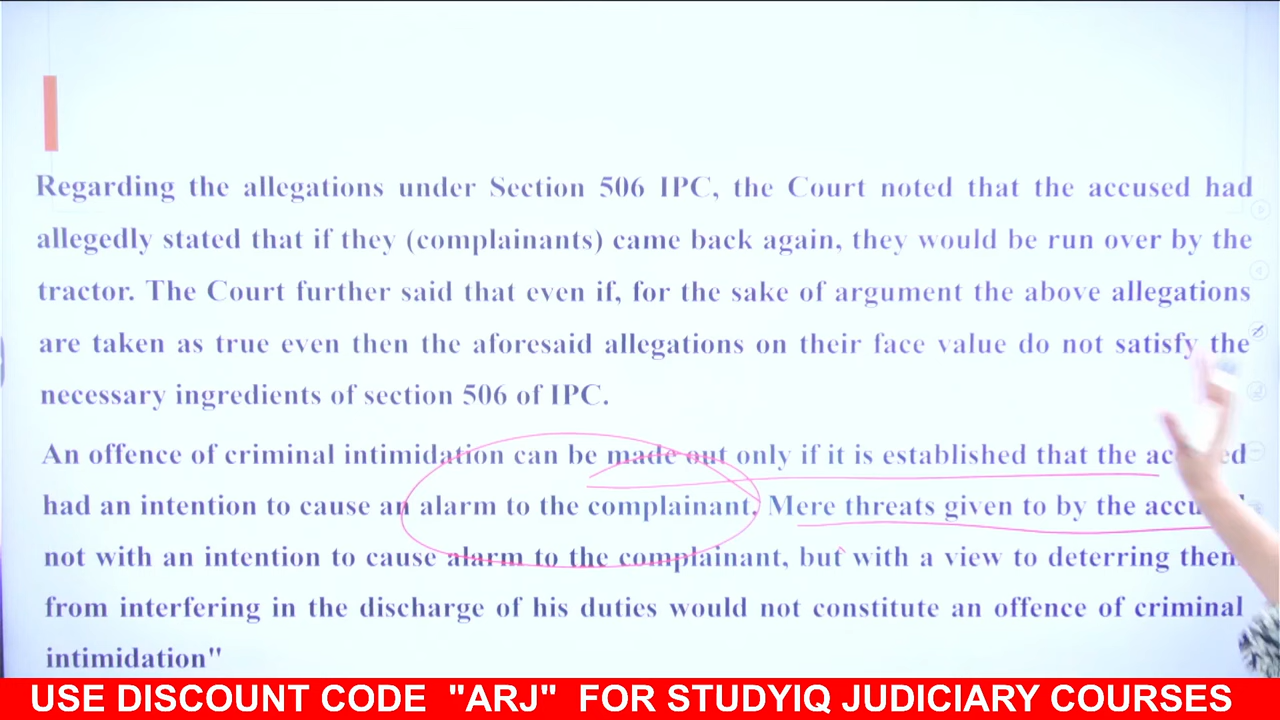 Regarding the allegations under Section 506 IPC, the Court noted that the accused had
allegedly stated that if they (complainants) came back again, they would be run over by the
tractor. The Court further said that even if, for the sake of argument the above allegations
are taken as true even then the aforesaid allegations on their face value do not satisfy the
necessary ingredients of section 506 of IPC.
An offence of criminal intimidation can be made out only if it is established that the
had an intention to cause an alarm to the complainant. Mere threats given to by the
not with an intention to cause alarm to the complainant, but with a view to deterring
from interfering in the discharge of his duties would not constitute an offence of criminal
intimidation"
USE DISCOUNT CODE "ARJ" FOR STUDYIQ JUDICIARY COURSES